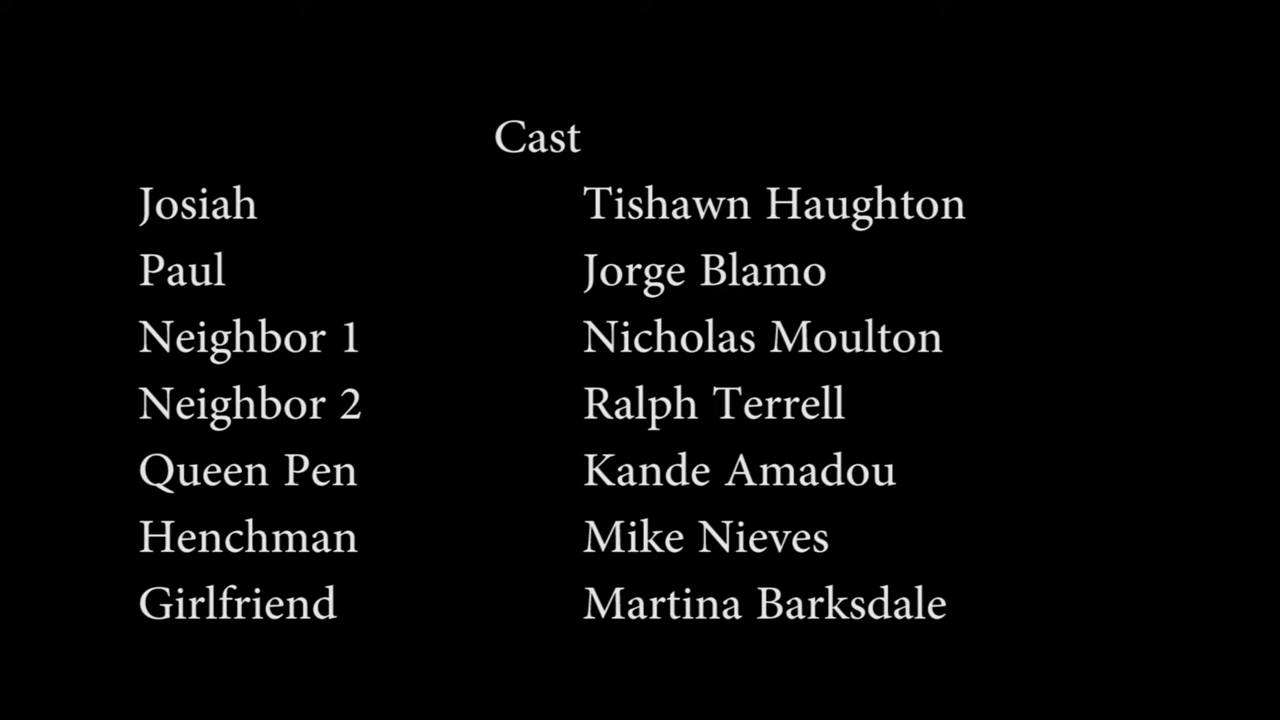 Cast
Josiah Tishawn Haughton
Paul Jorge Blamo
Neighbor 1 Nicholas Moulton
Neighbor 2 Ralph Terrell
Queen Pen Kande Amadou
Henchman Mike Nieves
Girlfriend Martina Barksdale